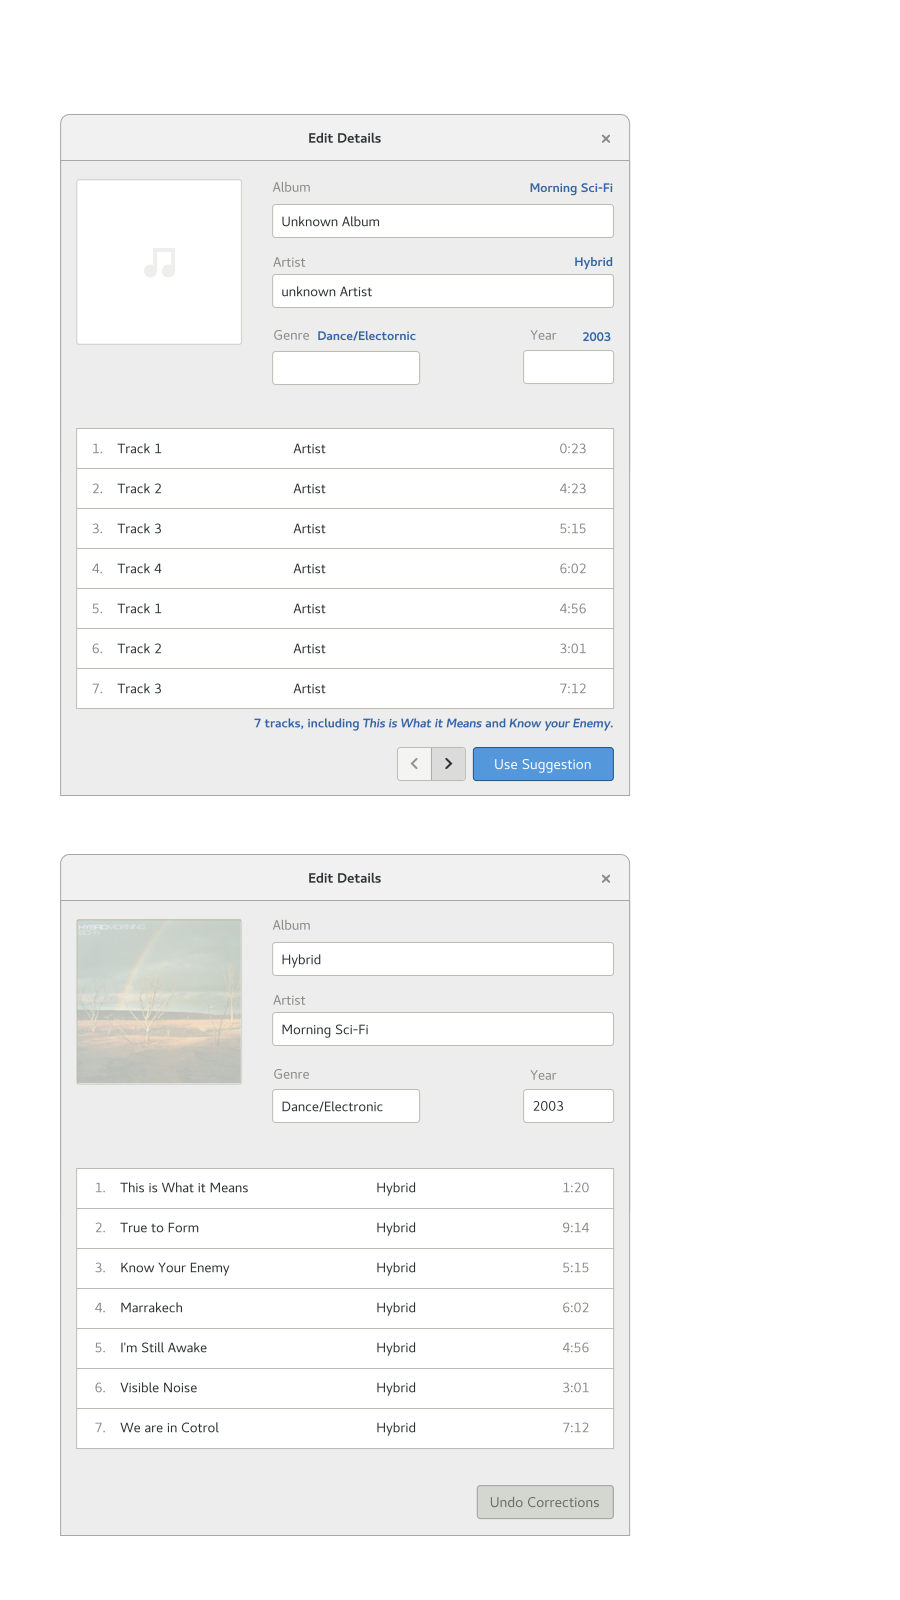 Edit Details
Album Morning Sci-Fi
Unknown Album
Artist Hybrid
unknown Artist
Genre Dance/Electornic Year 2003
1. Track 1 Artist 0:23
2. Track 2 Artist 4:23
3. Track 3 Artist 5:15
4. Track 4 Artist 6:02
5. Track 1 Artist 4:56
6. Track 2 Artist 3:01
7. Track 3 Artist 7:12
7 tracks, including This is What it Means and Know your Enemy.
Use Suggestion
Edit Details
HYBRIDMORNING
Album
Hybrid
Artist
Morning Sci-Fi
Genre Year
Dance/Electronic 2003
1. This is What it Means Hybrid 1:20
2. True to Form Hybrid 9:14
3. Know Your Enemy Hybrid 5:15
4. Marrakech Hybrid 6:02
5. I'm Still Awake Hybrid 4:56
6. Visible Noise Hybrid 3:01
7. We are in Cotrol Hybrid 7:12
Undo Corrections